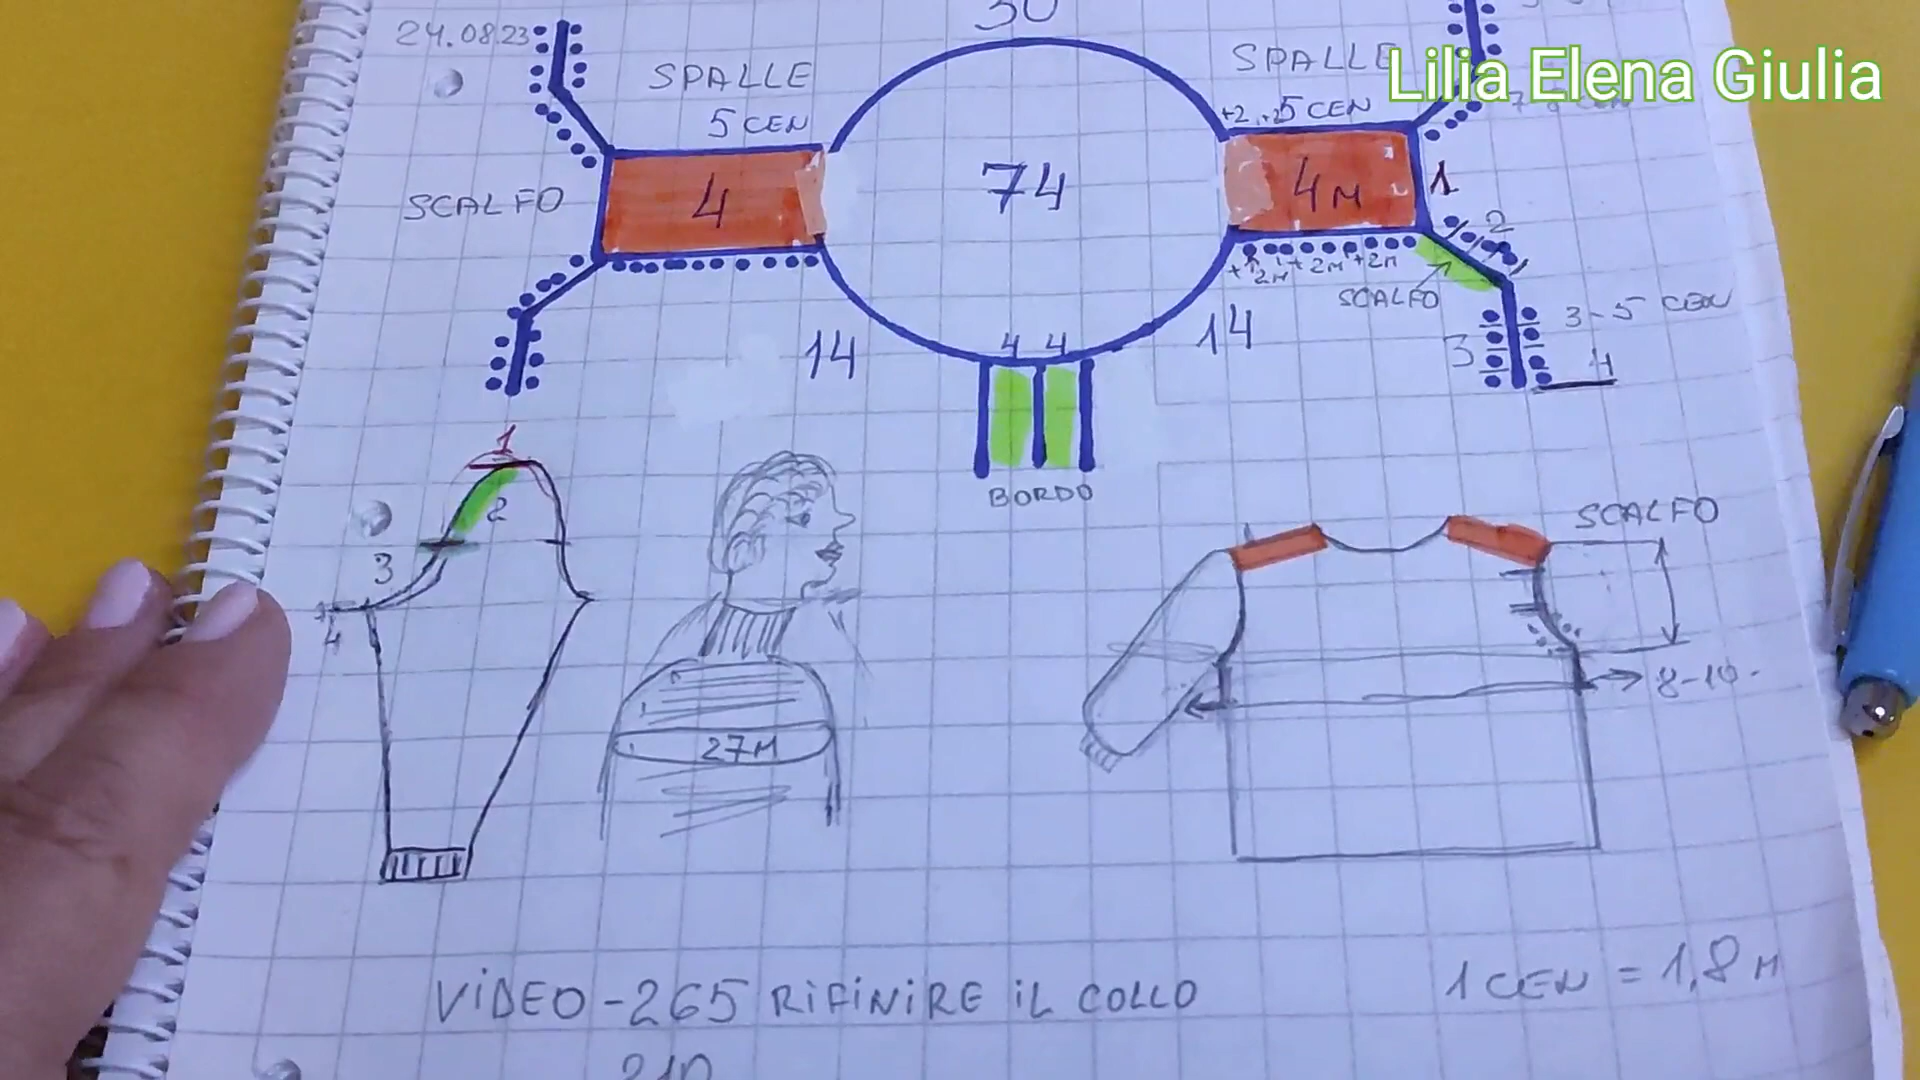 30
24.08.23
SPALLE
5 CEN
SPALLE
Lilia Elena Giulia
5 CEN
SCALFO
4
74
4M
1
2
+2M+2M+2M
SCALFO
3-5 CEN
3
4
14
14
4 4
BORDO
1
2
3
4
27M
SCALFO
8-10
VIDEO-265 RIFINIRE IL COLLO
1 CEN = 1,8 M
210